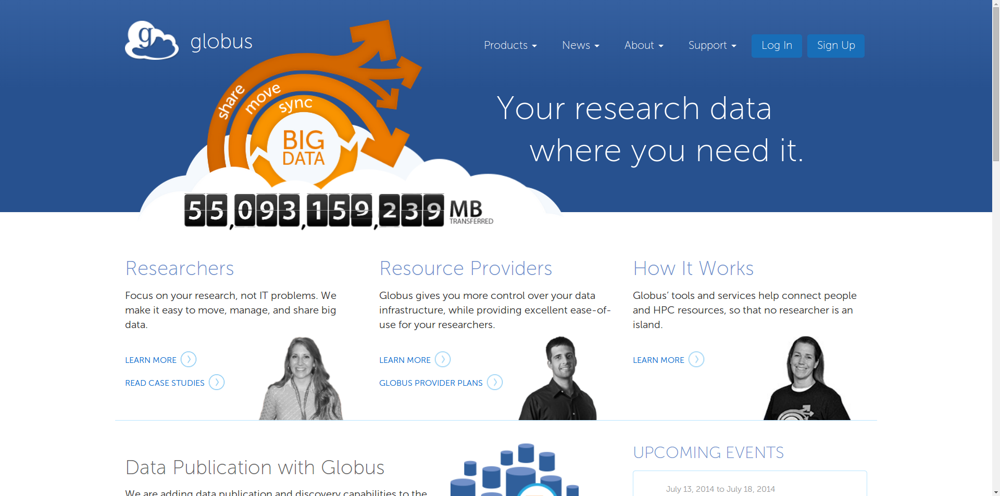 g globus
Products News About Support Log In Sign Up
share
move
sync
BIG
DATA
Your research data
where you need it.
55,093,159,239 MB
TRANSFERRED
Researchers
Focus on your research, not IT problems. We
make it easy to move, manage, and share big
data.
LEARN MORE
READ CASE STUDIES
Resource Providers
Globus gives you more control over your data
infrastructure, while providing excellent ease-of-
use for your researchers.
LEARN MORE
GLOBUS PROVIDER PLANS
How It Works
Globus’ tools and services help connect people
and HPC resources, so that no researcher is an
island.
LEARN MORE
Data Publication with Globus
We are adding data publication and discovery capabilities to the
UPCOMING EVENTS
July 13, 2014 to July 18, 2014